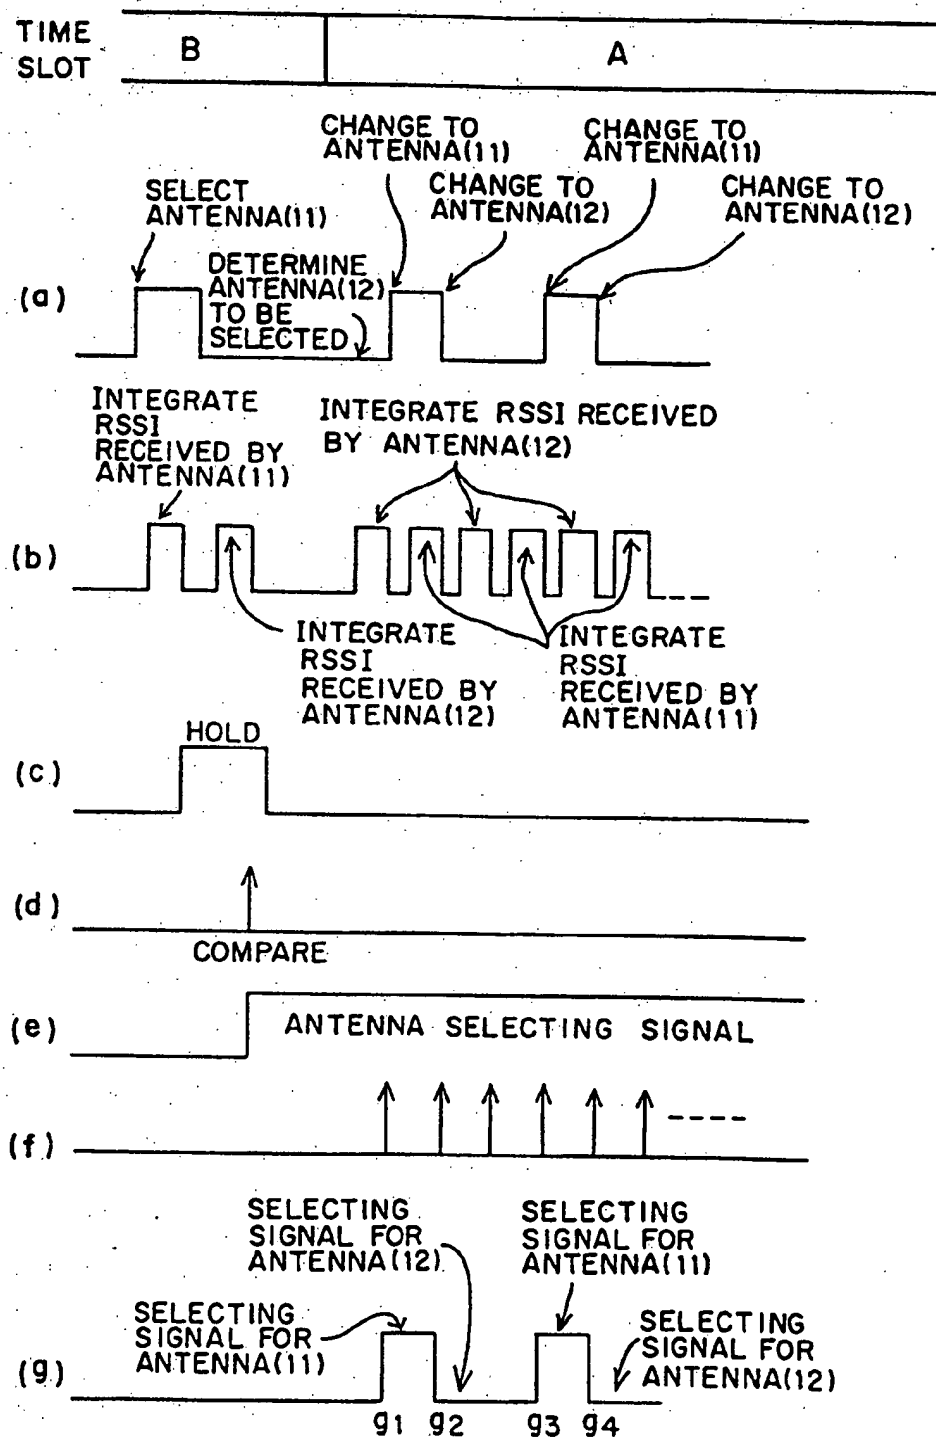 TIME
SLOT
B
A
CHANGE TO
ANTENNA(11)
CHANGE TO
ANTENNA(11)
SELECT
ANTENNA(11)
CHANGE TO
ANTENNA(12)
CHANGE TO
ANTENNA(12)
(a)
DETERMINE
ANTENNA(12)
TO BE
SELECTED
INTEGRATE
RSSI
RECEIVED BY
ANTENNA(11)
INTEGRATE RSSI RECEIVED
BY ANTENNA(12)
(b)
INTEGRATE
RSSI
RECEIVED BY
ANTENNA(12)
INTEGRATE
RSSI
RECEIVED BY
ANTENNA(11)
HOLD
(c)
(d)
COMPARE
(e)
ANTENNA SELECTING SIGNAL
(f)
SELECTING
SIGNAL FOR
ANTENNA(12)
SELECTING
SIGNAL FOR
ANTENNA(11)
SELECTING
SIGNAL FOR
ANTENNA(11)
SELECTING
SIGNAL FOR
ANTENNA(12)
(g)
g1 g2 g3 g4